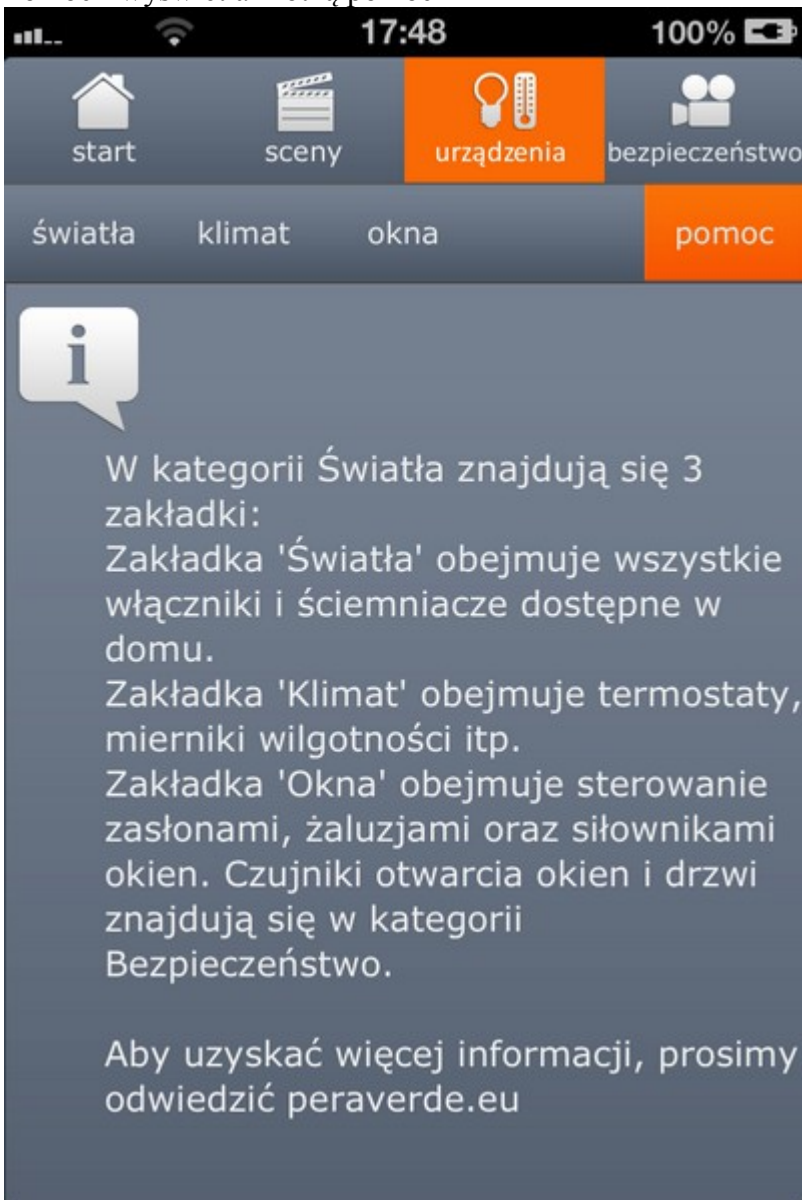 17:48 100%
start sceny urządzenia bezpieczeństwo
światła klimat okna pomoc
i
W kategorii Światła znajdują się 3
zakładki:
Zakładka 'Światła' obejmuje wszystkie
włączniki i ściemniacze dostępne w
domu.
Zakładka 'Klimat' obejmuje termostaty,
mierniki wilgotności itp.
Zakładka 'Okna' obejmuje sterowanie
zasłonami, żaluzjami oraz siłownikami
okien. Czujniki otwarcia okien i drzwi
znajdują się w kategorii
Bezpieczeństwo.
Aby uzyskać więcej informacji, prosimy
odwiedzić peraverde.eu